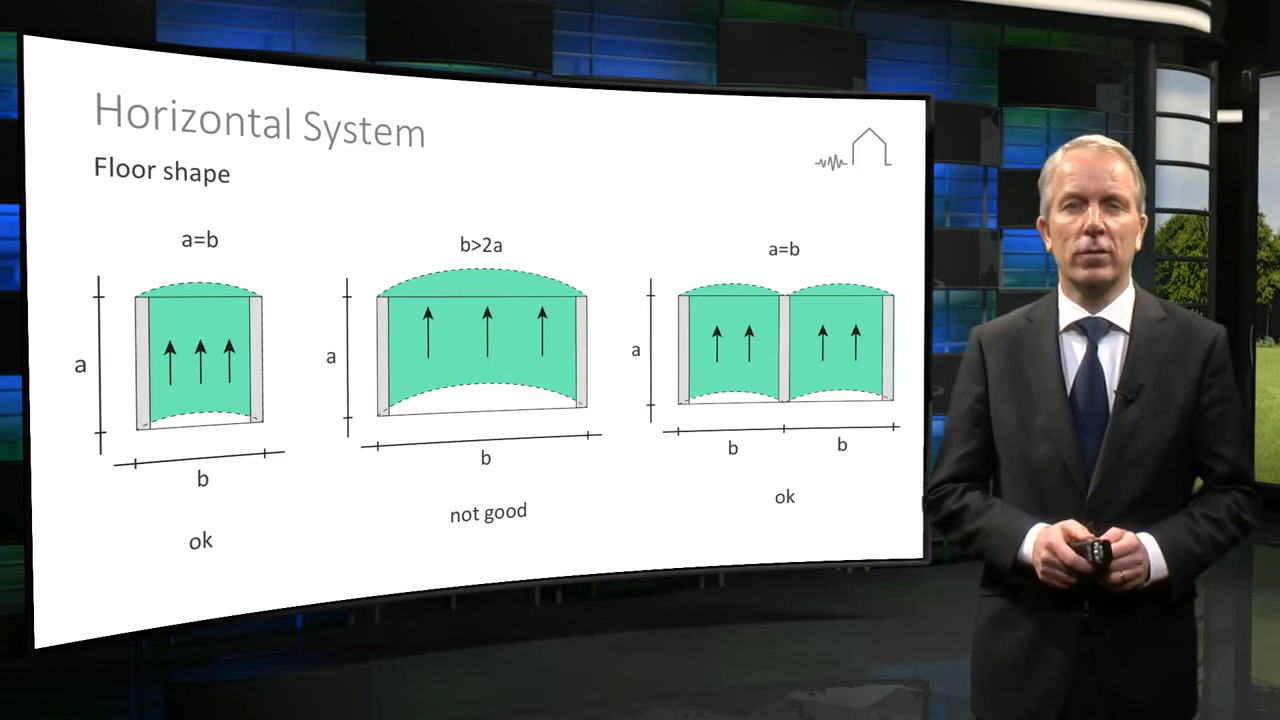 Horizontal System
Floor shape
a=b
b>2a
a=b
a
a
a
b
b
b
b
ok
not good
ok